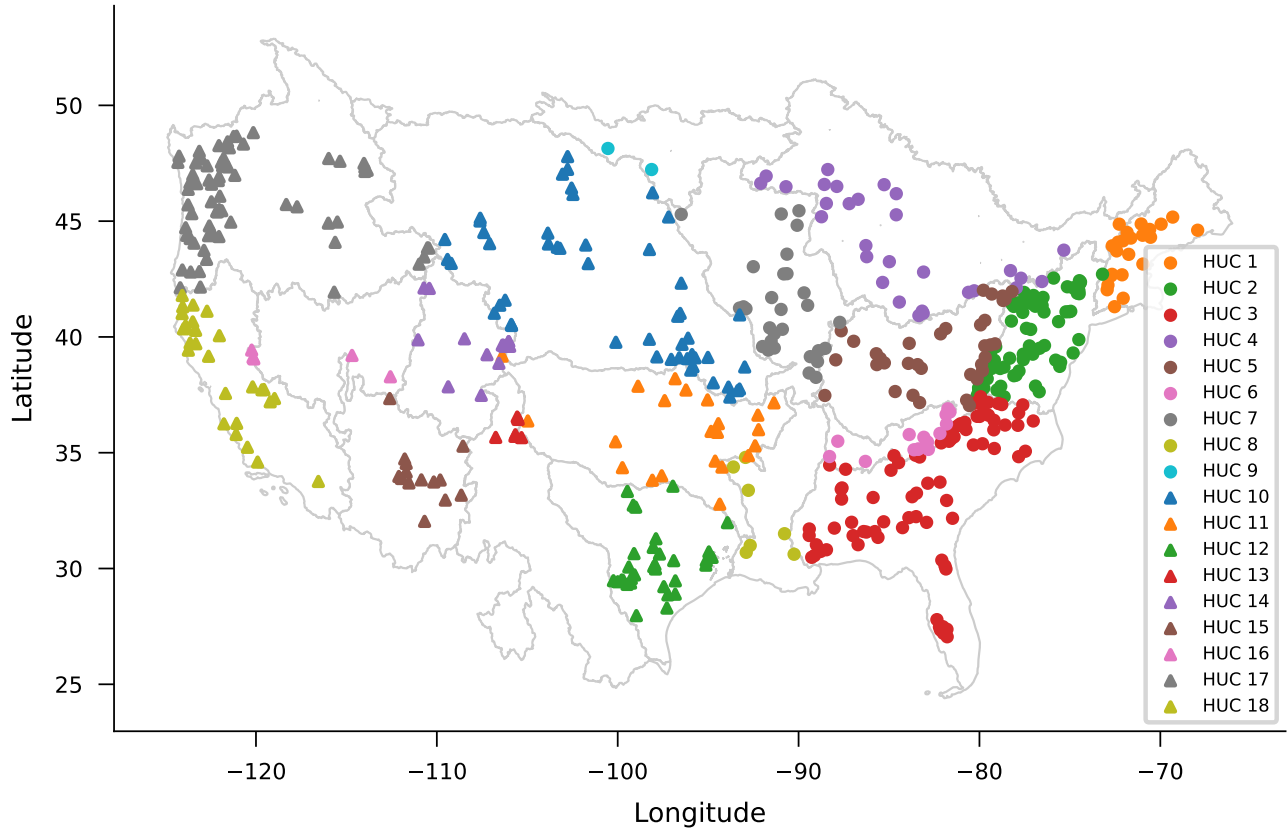 50
45
40
35
30
25
Latitude
−120
−110
−100
−90
−80
−70
Longitude
HUC 1
HUC 2
HUC 3
HUC 4
HUC 5
HUC 6
HUC 7
HUC 8
HUC 9
HUC 10
HUC 11
HUC 12
HUC 13
HUC 14
HUC 15
HUC 16
HUC 17
HUC 18